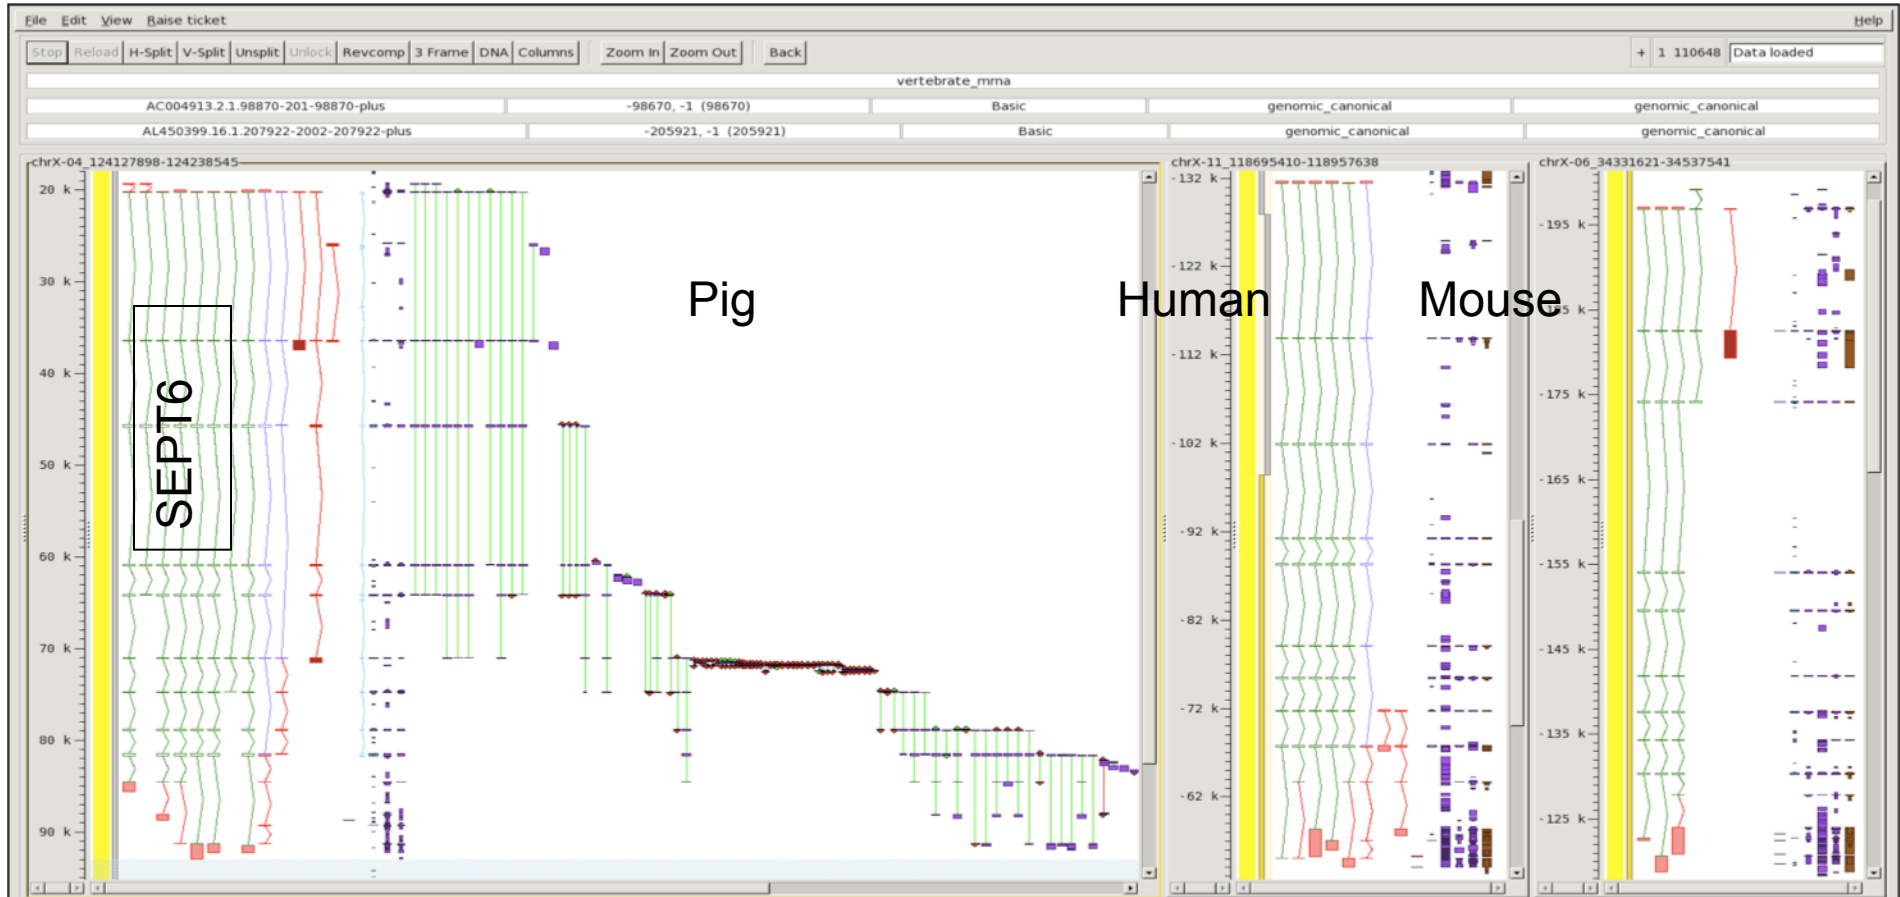 File Edit View Raise ticket Help
Stop Reload H-Split V-Split Unsplit Unlock Revcomp 3 Frame DNA Columns Zoom In Zoom Out Back + 1 110648 Data loaded
vertebrate_mrna
AC004913.2.1.98870-201-98870-plus -98670, -1 (98670) Basic genomic_canonical genomic_canonical
AL450399.16.1.207922-2002-207922-plus -205921, -1 (205921) Basic genomic_canonical genomic_canonical
chrX-04_124127898-124238545 chrX-11_118695410-118957638 chrX-06_34331621-34537541
20 k
30 k
40 k
50 k
60 k
70 k
80 k
90 k
SEPT6
Pig
-132 k
-122 k
Human
-112 k
-102 k
-92 k
-82 k
-72 k
-62 k
-195 k
Mouse
-175 k
-165 k
-155 k
-145 k
-135 k
-125 k